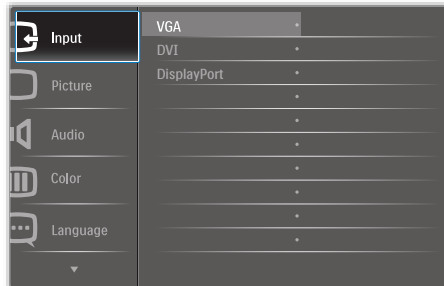 Input
Picture
Audio
Color
Language
VGA
DVI
DisplayPort